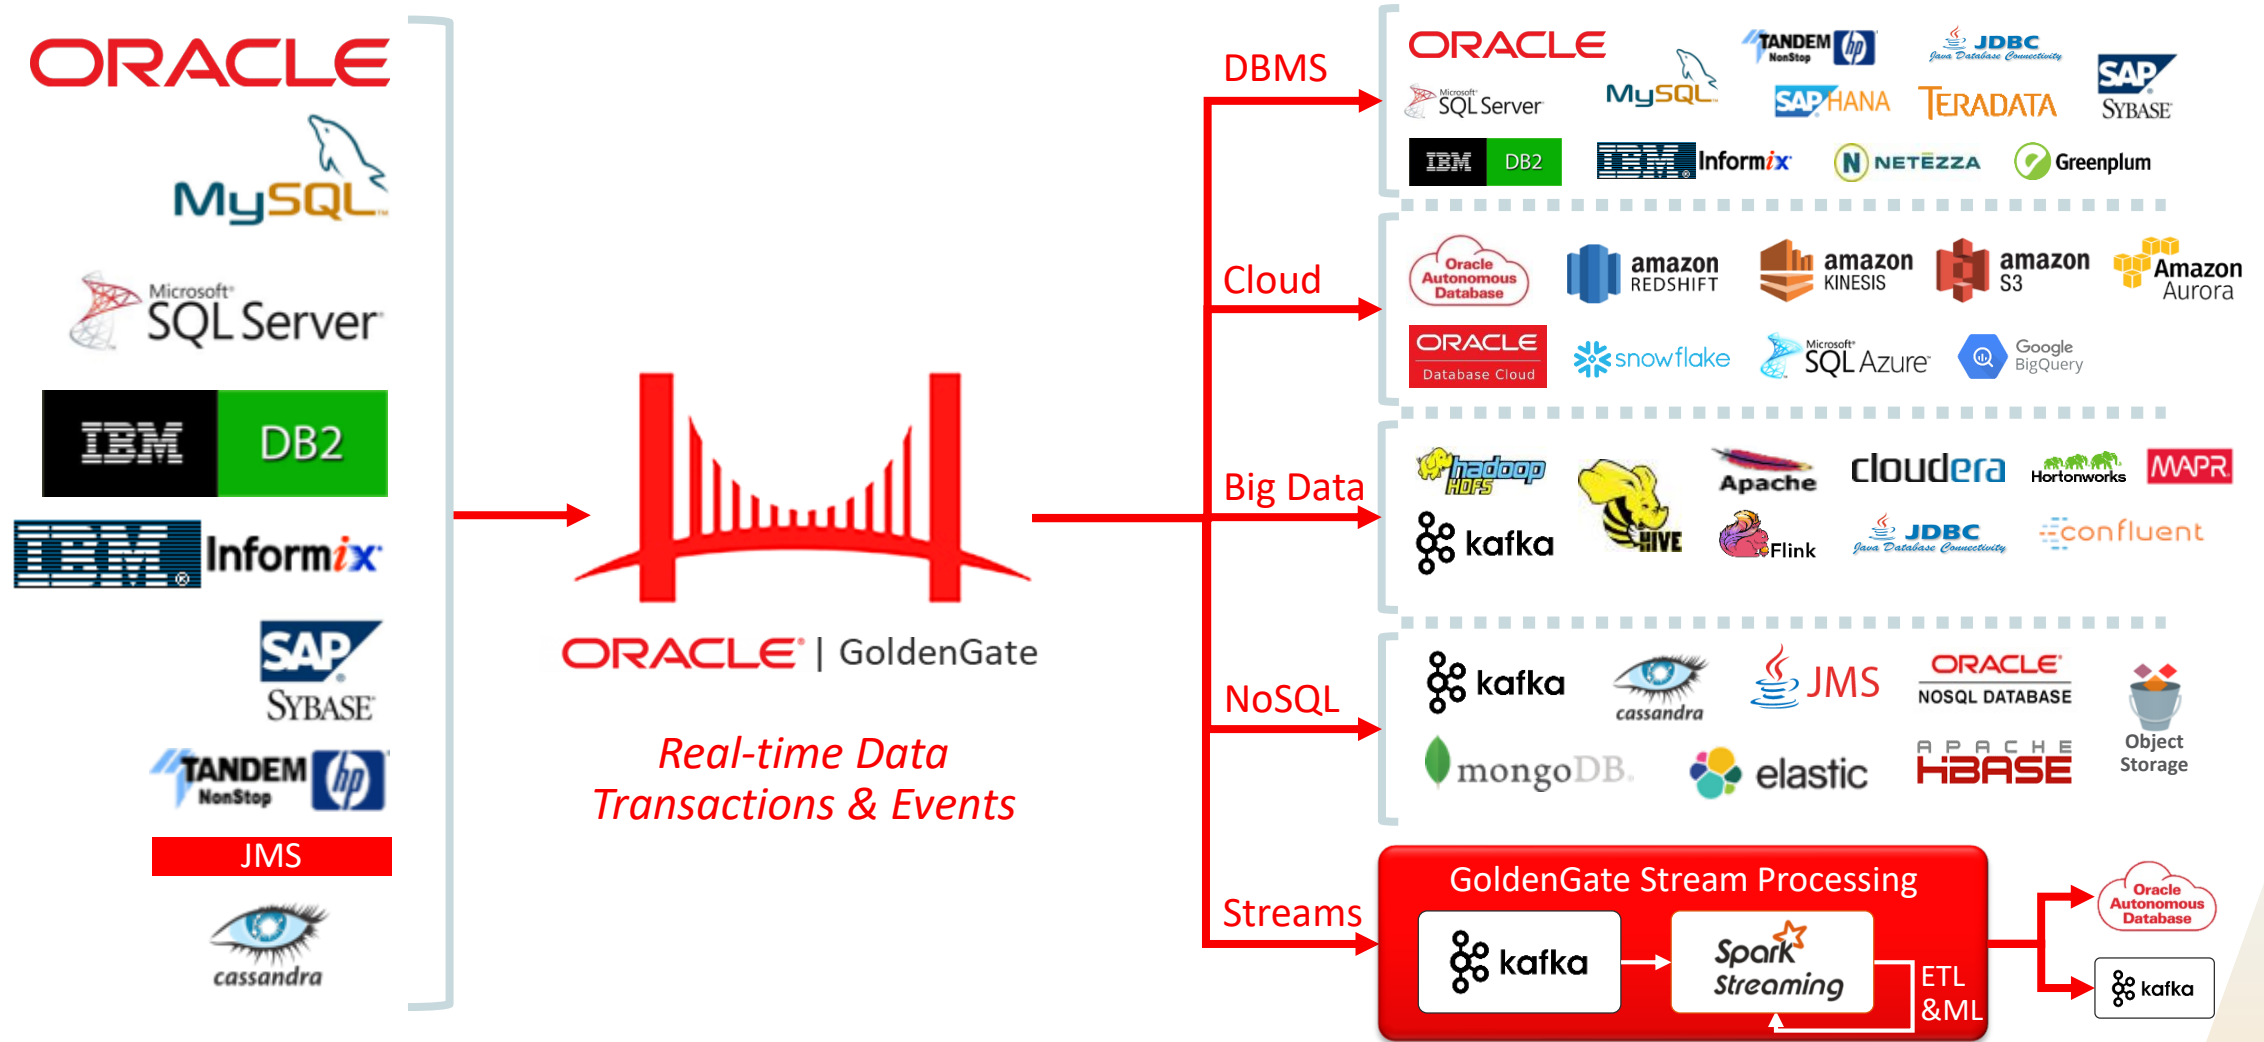 ORACLE
MySQL™
Microsoft®
SQL Server®
IBM
DB2
IBM® Informix®
SAP®
SYBASE®
TANDEM hp
NonStop
JMS
cassandra
ORACLE® | GoldenGate
Real-time Data
Transactions & Events
DBMS
ORACLE
TANDEM hp
NonStop
JDBC
Java Database Connectivity
SAP®
SYBASE®
Microsoft®
SQL Server®
MySQL™
SAP® HANA
TERADATA
IBM
DB2
IBM® Informix®
N NETEZZA
Greenplum
Cloud
Oracle
Autonomous
Database
amazon
REDSHIFT
amazon
KINESIS
amazon
S3
Amazon
Aurora
ORACLE
Database Cloud
snowflake
Microsoft®
SQL Azure™
Google
BigQuery
Big Data
hadoop
HDFS
HIVE
Apache
cloudera
Hortonworks
MAPR
kafka
Flink
JDBC
Java Database Connectivity
confluent
NoSQL
kafka
cassandra
JMS
ORACLE®
NOSQL DATABASE
Object
Storage
mongoDB®
elastic
APACHE
HBASE
Streams
GoldenGate Stream Processing
kafka
Spark
Streaming
ETL
&ML
Oracle
Autonomous
Database
kafka